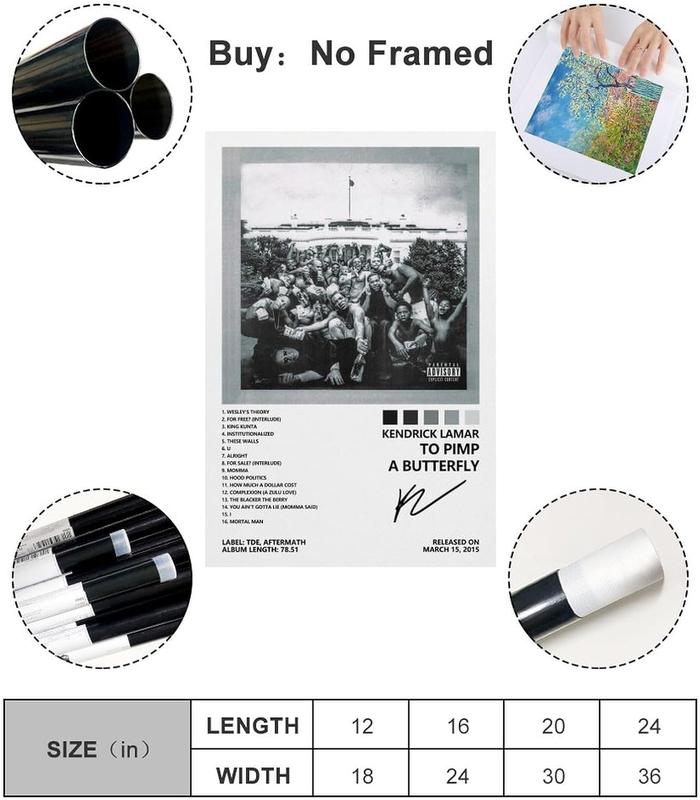 Buy： No Framed
PARENTAL
ADVISORY
EXPLICIT CONTENT
1. WESLEY'S THEORY
2. FOR FREE? (INTERLUDE)
3. KING KUNTA
4. INSTITUTIONALIZED
5. THESE WALLS
6. U
7. ALRIGHT
8. FOR SALE? (INTERLUDE)
9. MOMMA
10. HOOD POLITICS
11. HOW MUCH A DOLLAR COST
12. COMPLEXION (A ZULU LOVE)
13. THE BLACKER THE BERRY
14. YOU AIN'T GOTTA LIE (MOMMA SAID)
15. I
16. MORTAL MAN
KENDRICK LAMAR
TO PIMP
A BUTTERFLY
LABEL: TDE, AFTERMATH
ALBUM LENGTH: 78.51
RELEASED ON
MARCH 15, 2015
SIZE（in）
LENGTH 12 16 20 24
WIDTH 18 24 30 36